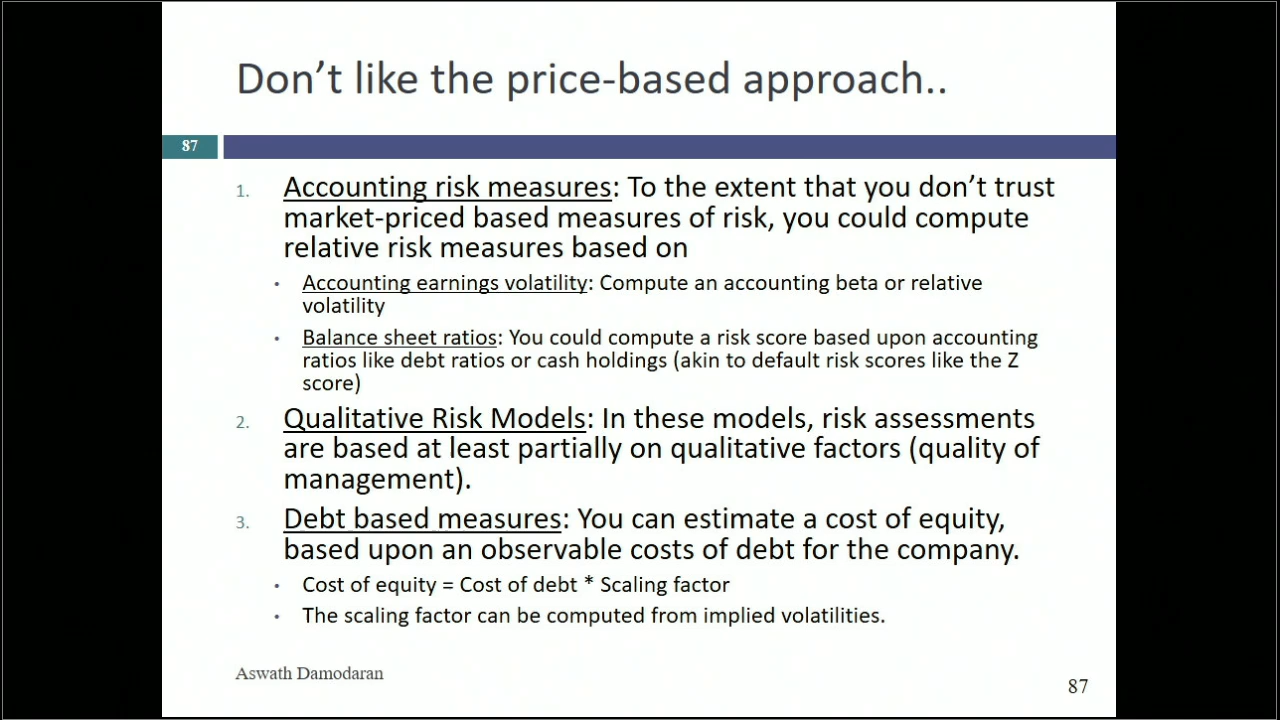 Don't like the price-based approach..
87
1. Accounting risk measures: To the extent that you don't trust
market-priced based measures of risk, you could compute
relative risk measures based on
• Accounting earnings volatility: Compute an accounting beta or relative
volatility
• Balance sheet ratios: You could compute a risk score based upon accounting
ratios like debt ratios or cash holdings (akin to default risk scores like the Z
score)
2. Qualitative Risk Models: In these models, risk assessments
are based at least partially on qualitative factors (quality of
management).
3. Debt based measures: You can estimate a cost of equity,
based upon an observable costs of debt for the company.
• Cost of equity = Cost of debt * Scaling factor
• The scaling factor can be computed from implied volatilities.
Aswath Damodaran
87